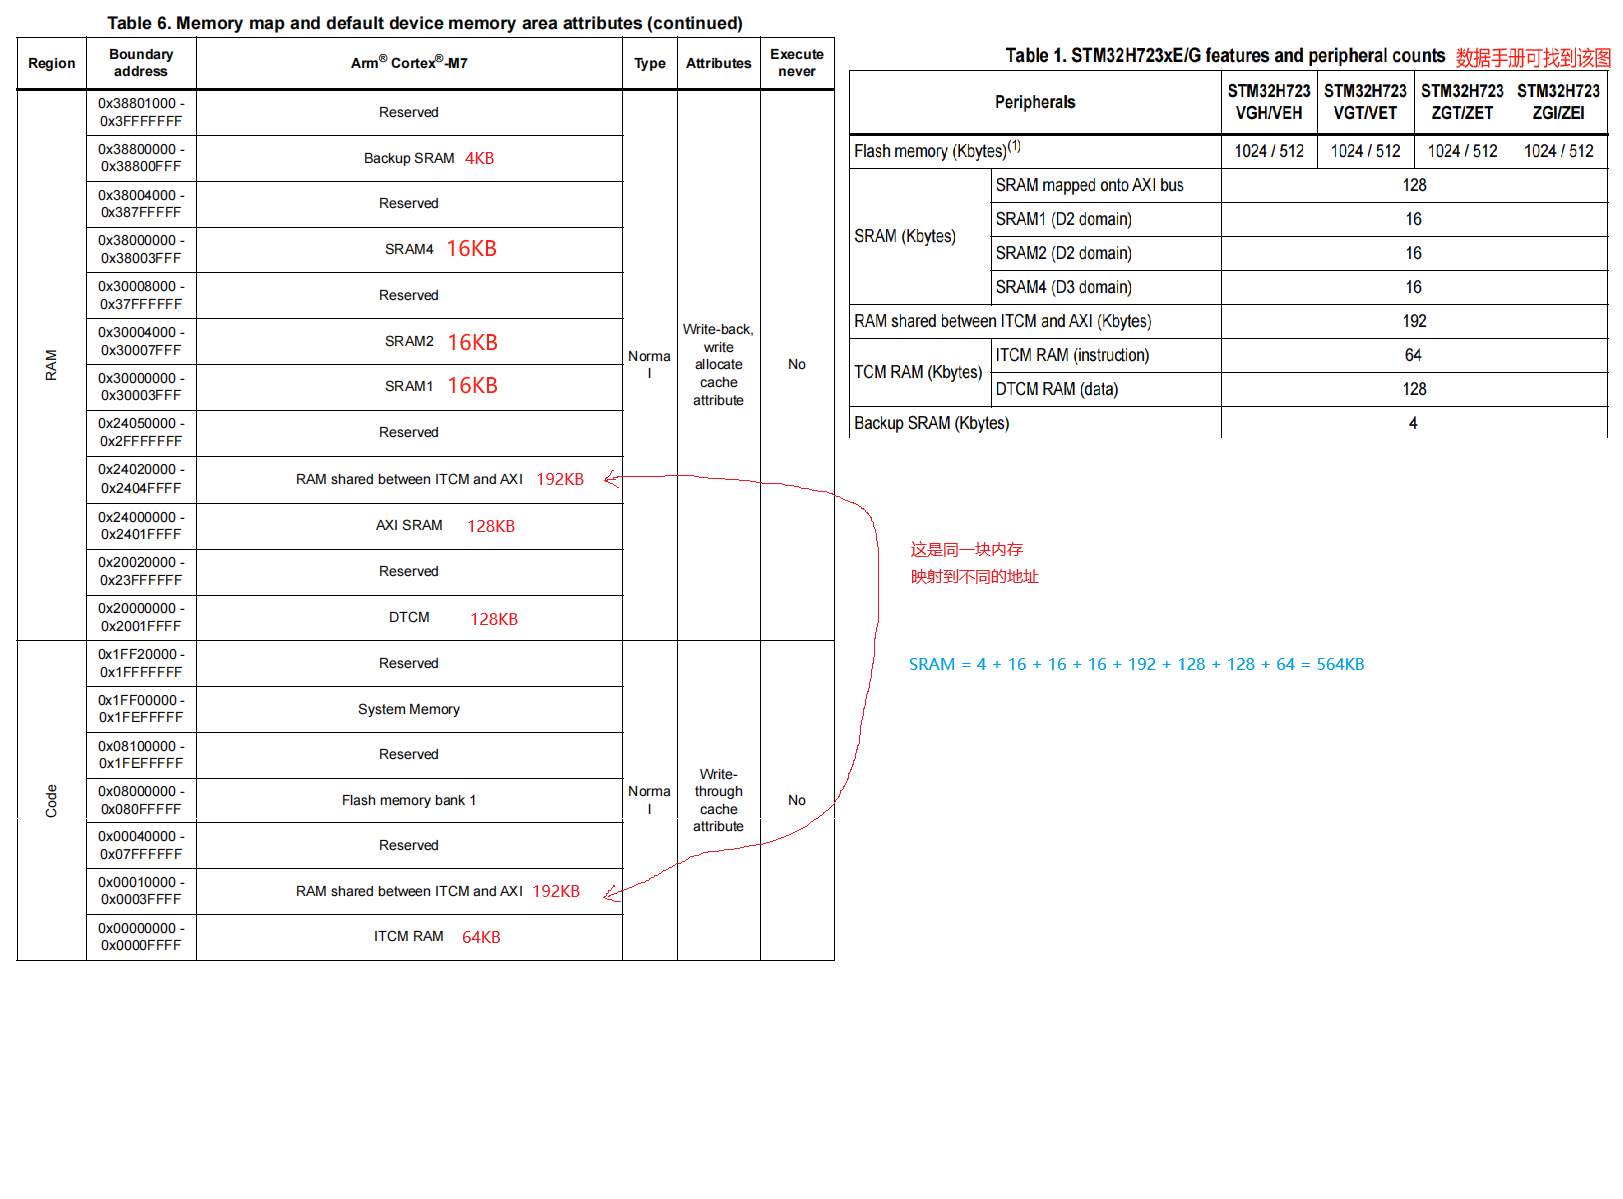 Table 6. Memory map and default device memory area attributes (continued)
Region
Boundary
address
Arm® Cortex®-M7
Type
Attributes
Execute
never
RAM
0x38801000 -
0x3FFFFFFF
Reserved
0x38800000 -
0x38800FFF
Backup SRAM 4KB
0x38004000 -
0x387FFFFF
Reserved
0x38000000 -
0x38003FFF
SRAM4 16KB
0x30008000 -
0x37FFFFFF
Reserved
0x30004000 -
0x30007FFF
SRAM2 16KB
0x30000000 -
0x30003FFF
SRAM1 16KB
0x24050000 -
0x2FFFFFFF
Reserved
0x24020000 -
0x2404FFFF
RAM shared between ITCM and AXI 192KB
0x24000000 -
0x2401FFFF
AXI SRAM 128KB
0x20020000 -
0x23FFFFFF
Reserved
0x20000000 -
0x2001FFFF
DTCM 128KB
Norma
l
Write-back,
write
allocate
cache
attribute
No
Code
0x1FF20000 -
0x1FFFFFFF
Reserved
0x1FF00000 -
0x1FEFFFFF
System Memory
0x08100000 -
0x1FEFFFFF
Reserved
0x08000000 -
0x080FFFFF
Flash memory bank 1
0x00040000 -
0x07FFFFFF
Reserved
0x00010000 -
0x0003FFFF
RAM shared between ITCM and AXI 192KB
0x00000000 -
0x0000FFFF
ITCM RAM 64KB
Norma
l
Write-
through
cache
attribute
No
Table 1. STM32H723xE/G features and peripheral counts 数据手册可找到该图
Peripherals
STM32H723
VGH/VEH
STM32H723
VGT/VET
STM32H723
ZGT/ZET
STM32H723
ZGI/ZEI
Flash memory (Kbytes)(1) 1024 / 512 1024 / 512 1024 / 512 1024 / 512
SRAM (Kbytes)
SRAM mapped onto AXI bus 128
SRAM1 (D2 domain) 16
SRAM2 (D2 domain) 16
SRAM4 (D3 domain) 16
RAM shared between ITCM and AXI (Kbytes) 192
TCM RAM (Kbytes)
ITCM RAM (instruction) 64
DTCM RAM (data) 128
Backup SRAM (Kbytes) 4
这是同一块内存
映射到不同的地址
SRAM = 4 + 16 + 16 + 16 + 192 + 128 + 128 + 64 = 564KB